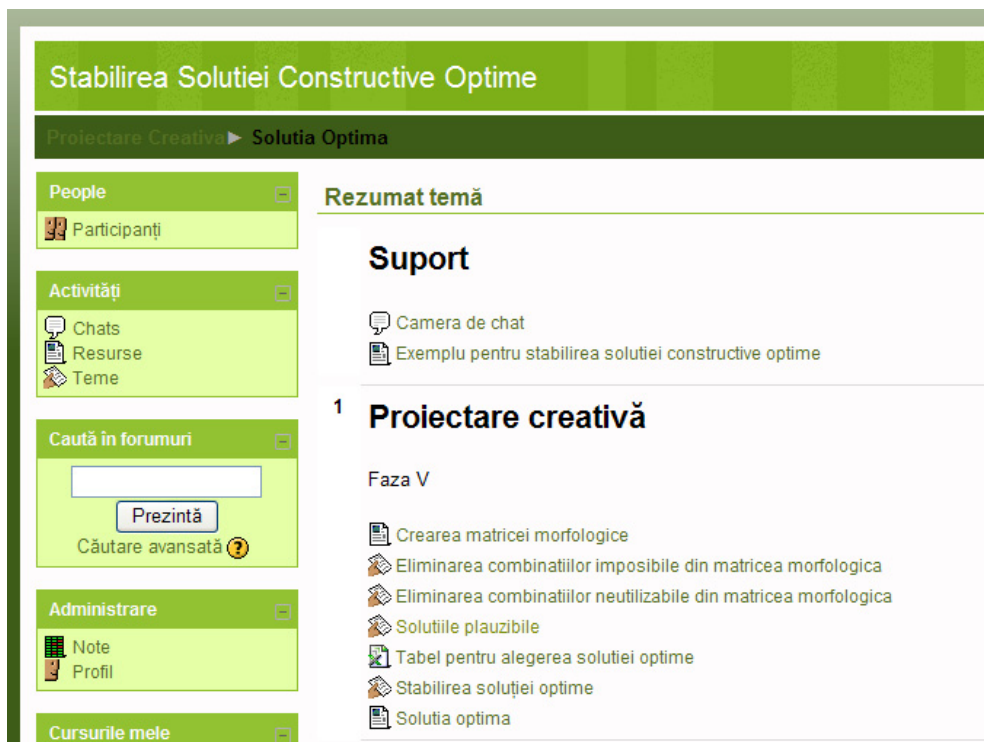 Stabilirea Solutiei Constructive Optime
Proiectare Creativa► Solutia Optima
People
Participanți
Activități
Chats
Resurse
Teme
Caută în forumuri
Prezintă
Căutare avansată ?
Administrare
Note
Profil
Cursurile mele
Rezumat temă
Suport
Camera de chat
Exemplu pentru stabilirea solutiei constructive optime
1 Proiectare creativă
Faza V
Crearea matricei morfologice
Eliminarea combinatiilor imposibile din matricea morfologica
Eliminarea combinatiilor neutilizabile din matricea morfologica
Solutiile plauzibile
Tabel pentru alegerea solutiei optime
Stabilirea soluției optime
Solutia optima